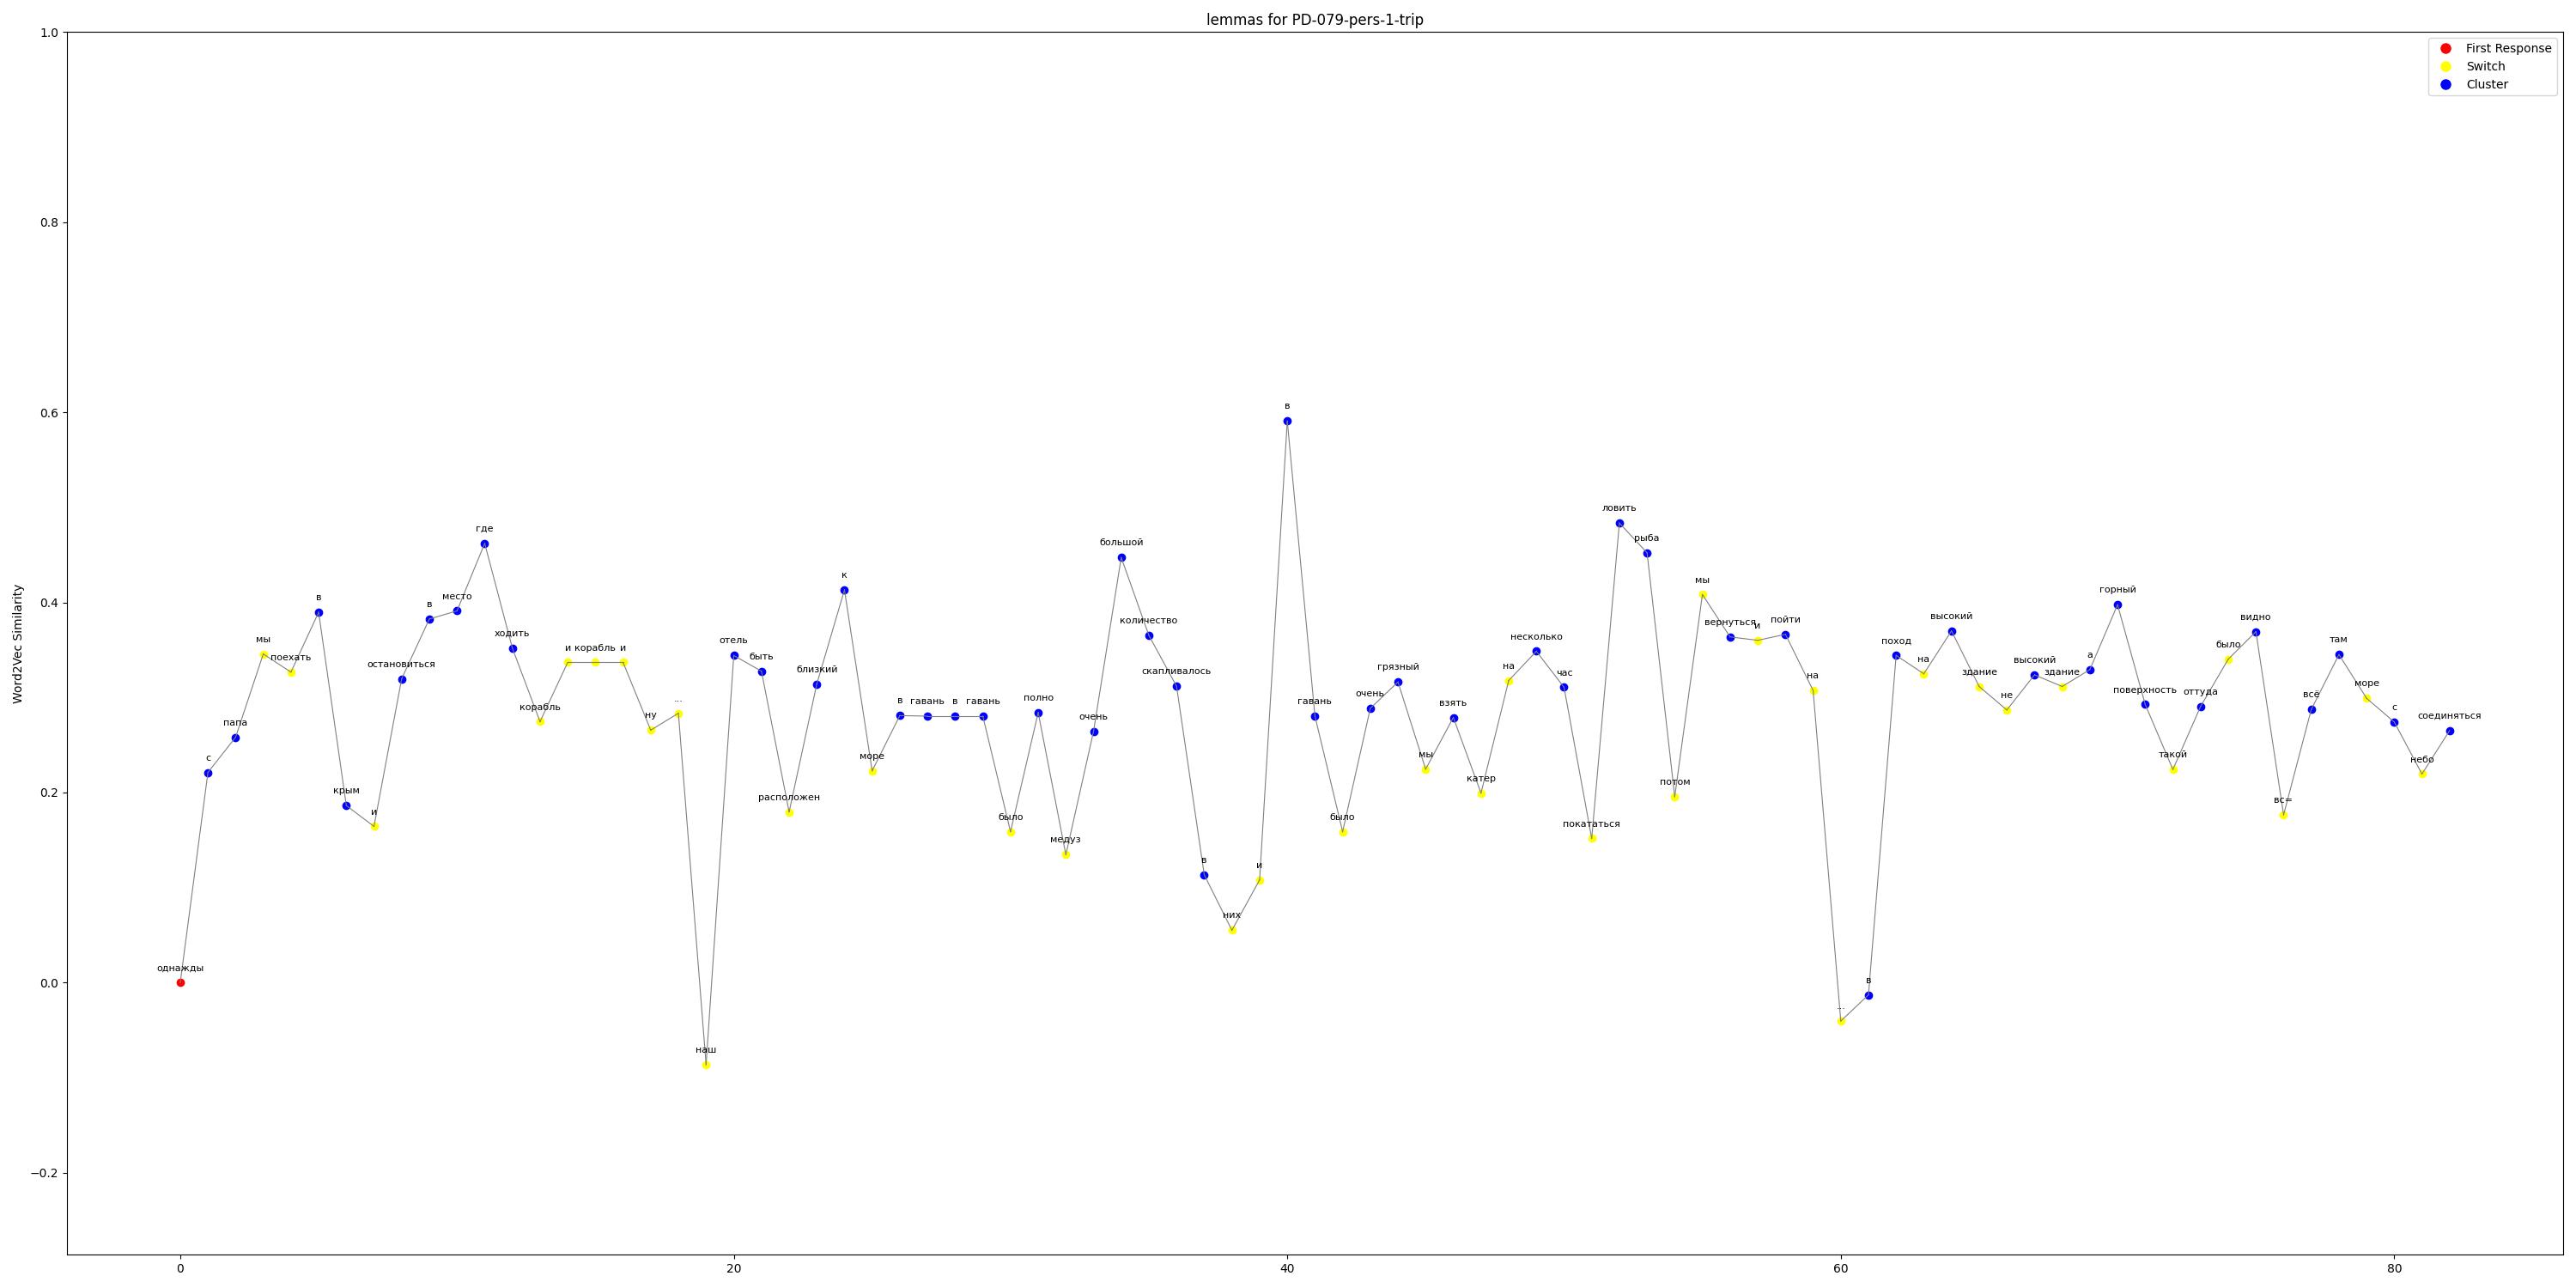 lemmas for PD-079-pers-1-trip
First Response
Switch
Cluster
Word2Vec Similarity
1.0
0.8
0.6
0.4
0.2
0.0
−0.2
однажды
с
папа
мы
поехать
в
крым
и
остановиться
в
место
где
ходить
корабль
и
корабль
и
ну
...
наш
отель
быть
расположен
близкий
к
море
в
гавань
в
гавань
было
полно
медуз
очень
большой
количество
скапливалось
в
них
и
в
гавань
было
очень
грязный
мы
взять
катер
на
несколько
час
покататься
ловить
рыба
потом
мы
вернуться
и
пойти
на
...
в
поход
на
высокий
здание
не
высокий
здание
а
горный
поверхность
такой
оттуда
было
видно
вс=
всё
там
море
с
небо
соединяться
0
20
40
60
80